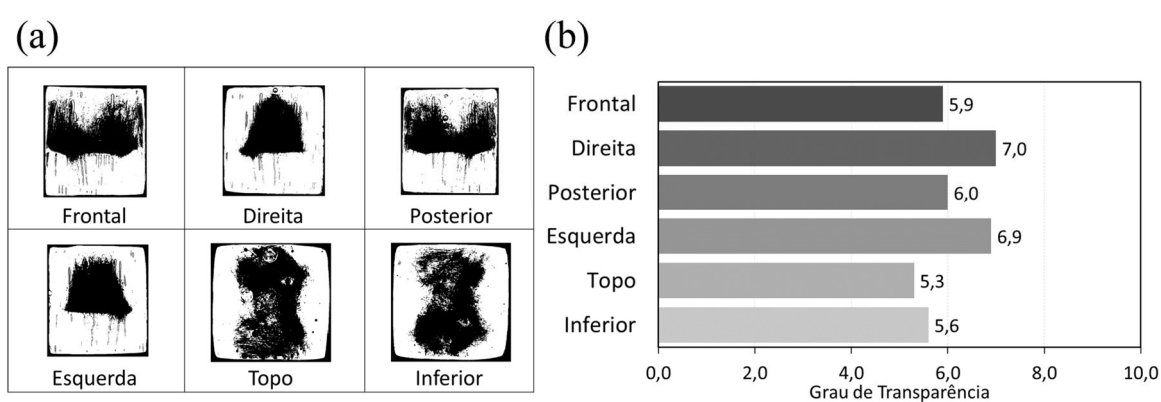 (a)
Frontal
Direita
Posterior
Esquerda
Topo
Inferior
(b)
Frontal
5,9
Direita
7,0
Posterior
6,0
Esquerda
6,9
Topo
5,3
Inferior
5,6
0,0 2,0 4,0 6,0 8,0 10,0
Grau de Transparência